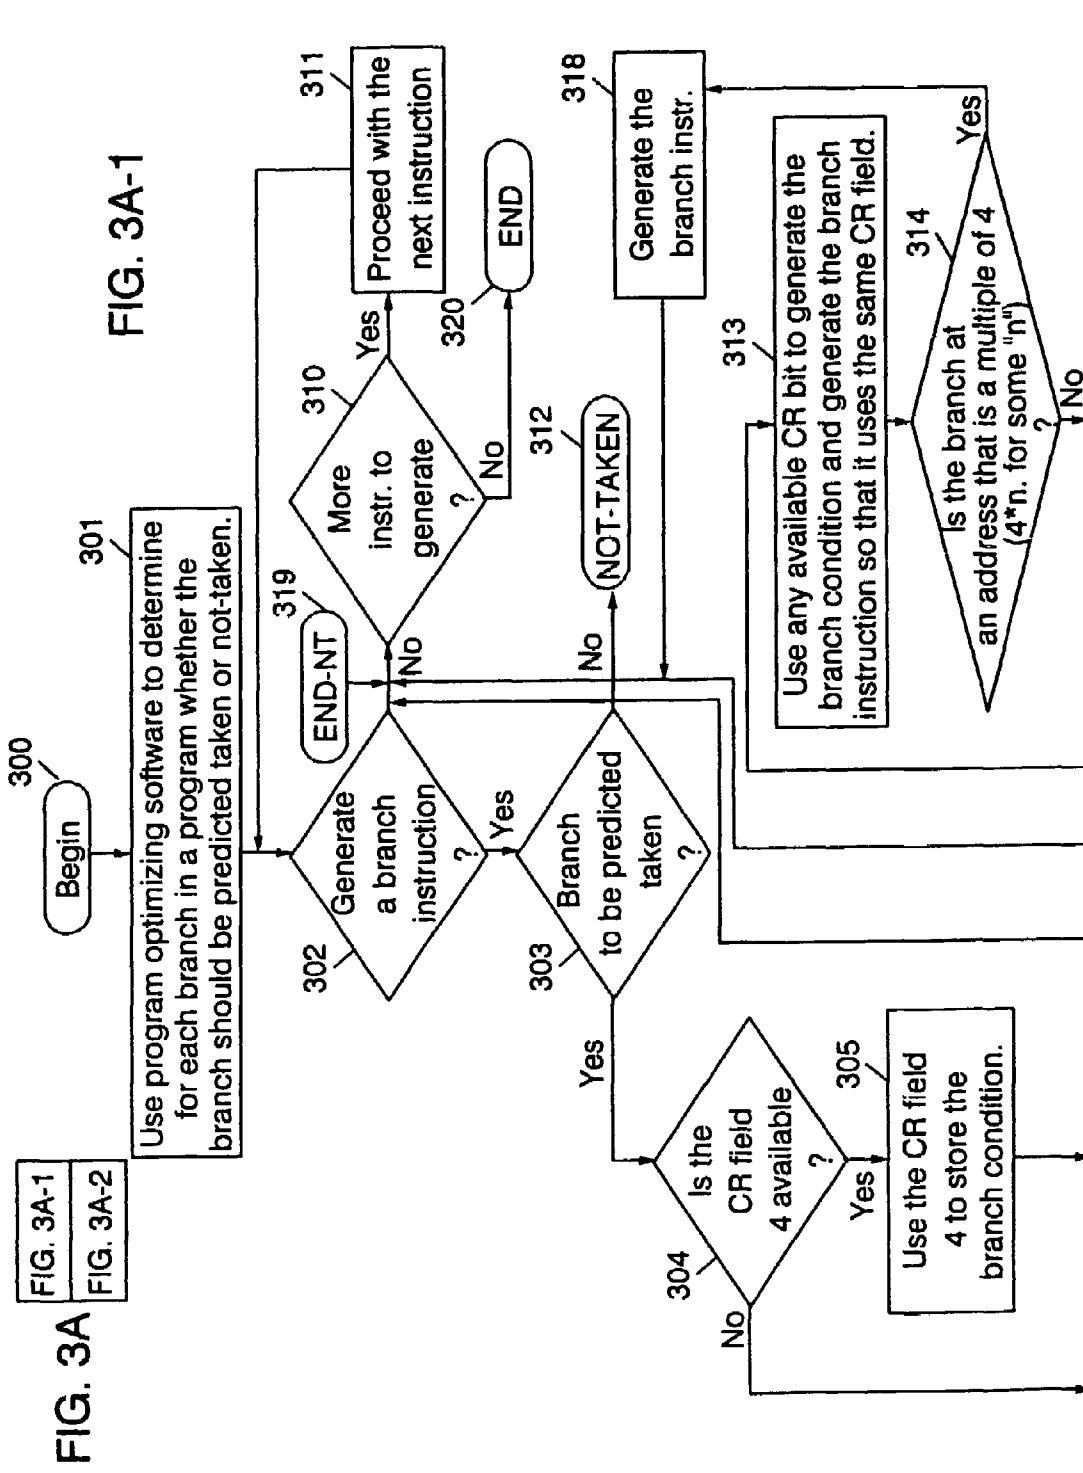 FIG. 3A
FIG. 3A-1
FIG. 3A-2
FIG. 3A-1
300
Begin
301
Use program optimizing software to determine
for each branch in a program whether the
branch should be predicted taken or not-taken.
302
Generate
a branch
instruction
?
Yes
No
319
END-NT
310
More
instr. to
generate
?
Yes
No
311
Proceed with the
next instruction
320
END
303
Branch
to be predicted
taken
?
Yes
No
312
NOT-TAKEN
318
Generate the
branch instr.
304
Is the
CR field
4 available
?
No
Yes
305
Use the CR field
4 to store the
branch condition.
313
Use any available CR bit to generate the
branch condition and generate the branch
instruction so that it uses the same CR field.
314
Is the branch at
an address that is a multiple of 4
(4*n. for some "n")
?
Yes
No